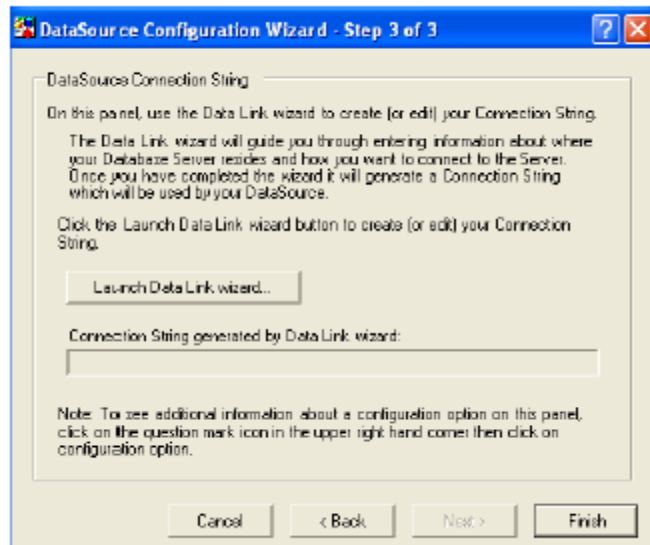 DataSource Configuration Wizard - Step 3 of 3
DataSource Connection String
On this panel, use the Data Link wizard to create (or edit) your Connection String.
The Data Link wizard will guide you through entering information about where
your Database Server resides and how you want to connect to the Server.
Once you have completed the wizard it will generate a Connection String
which will be used by your DataSource.
Click the Launch Data Link wizard button to create (or edit) your Connection
String.
Launch Data Link wizard...
Connection String generated by Data Link wizard:
Note: To see additional information about a configuration option on this panel,
click on the question mark icon in the upper right hand corner then click on
configuration option.
Cancel
< Back
Next >
Finish